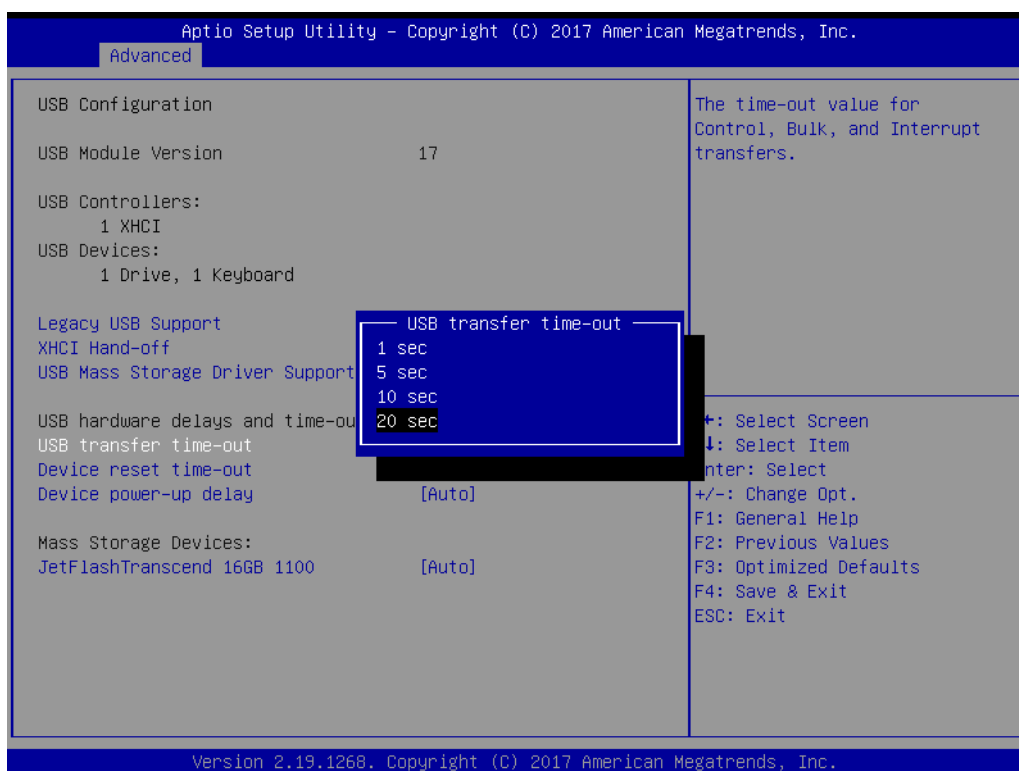 Aptio Setup Utility – Copyright (C) 2017 American Megatrends, Inc.
Advanced
USB Configuration
USB Module Version 17
USB Controllers:
1 XHCI
USB Devices:
1 Drive, 1 Keyboard
Legacy USB Support
XHCI Hand-off
USB Mass Storage Driver Support
USB hardware delays and time-ou
USB transfer time-out
Device reset time-out
Device power-up delay [Auto]
Mass Storage Devices:
JetFlashTranscend 16GB 1100 [Auto]
USB transfer time-out
1 sec
5 sec
10 sec
20 sec
The time-out value for
Control, Bulk, and Interrupt
transfers.
←: Select Screen
↓: Select Item
nter: Select
+/-: Change Opt.
F1: General Help
F2: Previous Values
F3: Optimized Defaults
F4: Save & Exit
ESC: Exit
Version 2.19.1268. Copyright (C) 2017 American Megatrends, Inc.